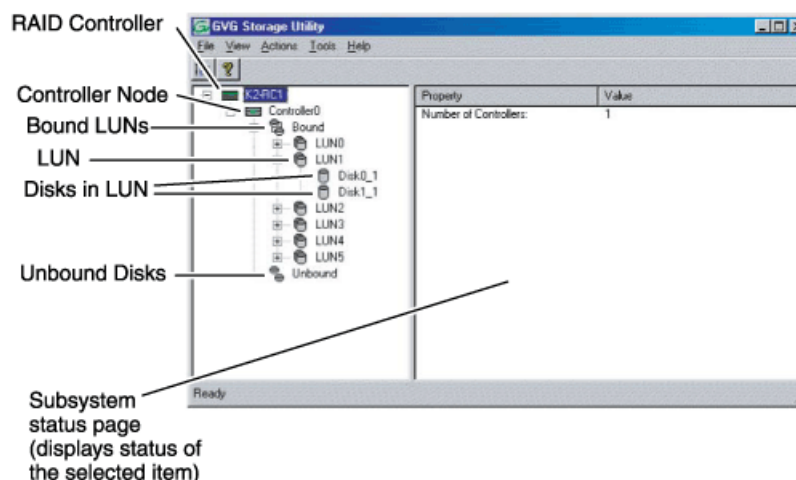 RAID Controller
Controller Node
Bound LUNs
LUN
Disks in LUN
Unbound Disks
Subsystem
status page
(displays status of
the selected item)
GVG Storage Utility
File View Actions Tools Help
K2-RC1
Controller0
Bound
LUN0
LUN1
Disk0_1
Disk1_1
LUN2
LUN3
LUN4
LUN5
Unbound
Property Value
Number of Controllers: 1
Ready